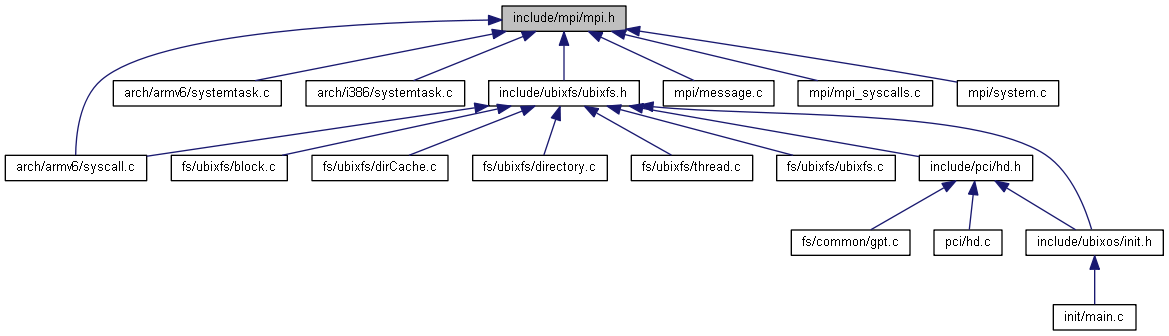 include/mpi/mpi.h
arch/armv6/systemtask.c
arch/i386/systemtask.c
include/ubixfs/ubixfs.h
mpi/message.c
mpi/mpi_syscalls.c
mpi/system.c
arch/armv6/syscall.c
fs/ubixfs/block.c
fs/ubixfs/dirCache.c
fs/ubixfs/directory.c
fs/ubixfs/thread.c
fs/ubixfs/ubixfs.c
include/pci/hd.h
fs/common/gpt.c
pci/hd.c
include/ubixos/init.h
init/main.c